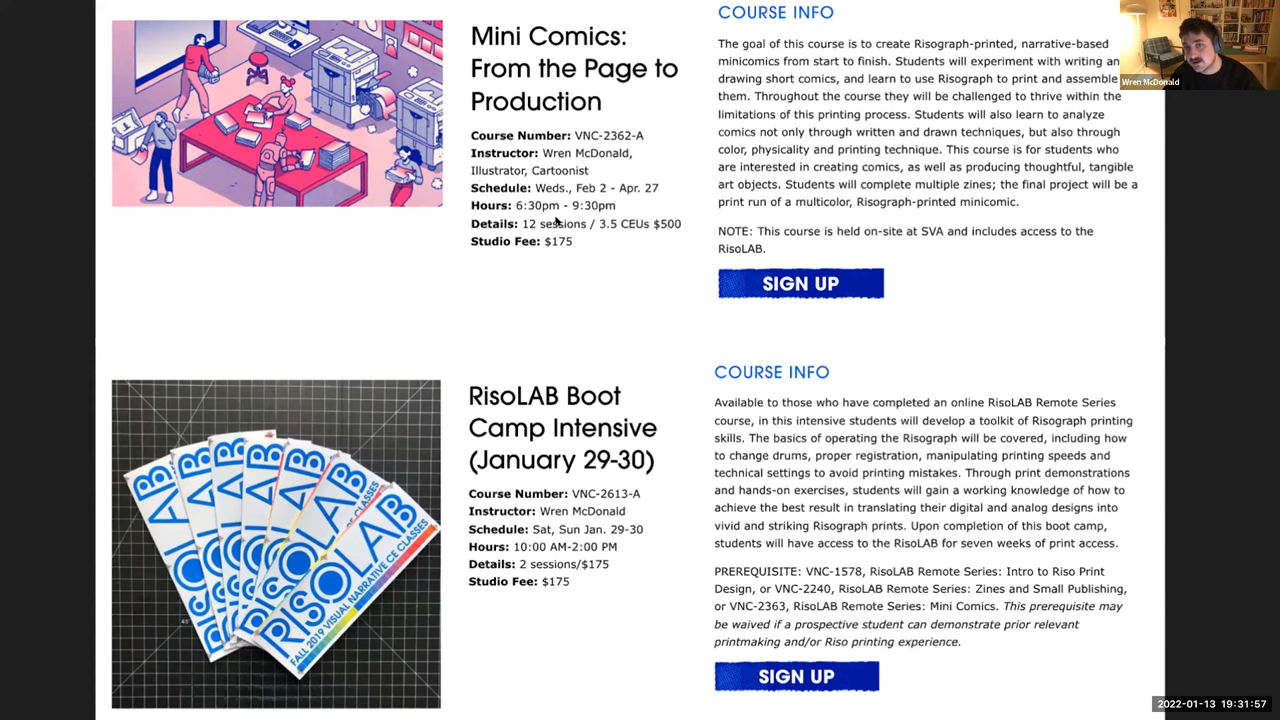 Mini Comics:
From the Page to
Production
Course Number: VNC-2362-A
Instructor: Wren McDonald,
Illustrator, Cartoonist
Schedule: Weds., Feb 2 - Apr. 27
Hours: 6:30pm - 9:30pm
Details: 12 sessions / 3.5 CEUs $500
Studio Fee: $175
COURSE INFO
The goal of this course is to create Risograph-printed, narrative-based
minicomics from start to finish. Students will experiment with writing an
drawing short comics, and learn to use Risograph to print and assemble
them. Throughout the course they will be challenged to thrive within the
limitations of this printing process. Students will also learn to analyze
comics not only through written and drawn techniques, but also through
color, physicality and printing technique. This course is for students who
are interested in creating comics, as well as producing thoughtful, tangible
art objects. Students will complete multiple zines; the final project will be a
print run of a multicolor, Risograph-printed minicomic.
NOTE: This course is held on-site at SVA and includes access to the
RisoLAB.
SIGN UP
Wren McDonald
RISOLAB
FALL 2019 VISUAL NARRATIVE CE CLASSES
RisoLAB Boot
Camp Intensive
(January 29-30)
Course Number: VNC-2613-A
Instructor: Wren McDonald
Schedule: Sat, Sun Jan. 29-30
Hours: 10:00 AM-2:00 PM
Details: 2 sessions/$175
Studio Fee: $175
COURSE INFO
Available to those who have completed an online RisoLAB Remote Series
course, in this intensive students will develop a toolkit of Risograph printing
skills. The basics of operating the Risograph will be covered, including how
to change drums, proper registration, manipulating printing speeds and
technical settings to avoid printing mistakes. Through print demonstrations
and hands-on exercises, students will gain a working knowledge of how to
achieve the best result in translating their digital and analog designs into
vivid and striking Risograph prints. Upon completion of this boot camp,
students will have access to the RisoLAB for seven weeks of print access.
PREREQUISITE: VNC-1578, RisoLAB Remote Series: Intro to Riso Print
Design, or VNC-2240, RisoLAB Remote Series: Zines and Small Publishing,
or VNC-2363, RisoLAB Remote Series: Mini Comics. This prerequisite may
be waived if a prospective student can demonstrate prior relevant
printmaking and/or Riso printing experience.
SIGN UP
2022-01-13 19:31:57